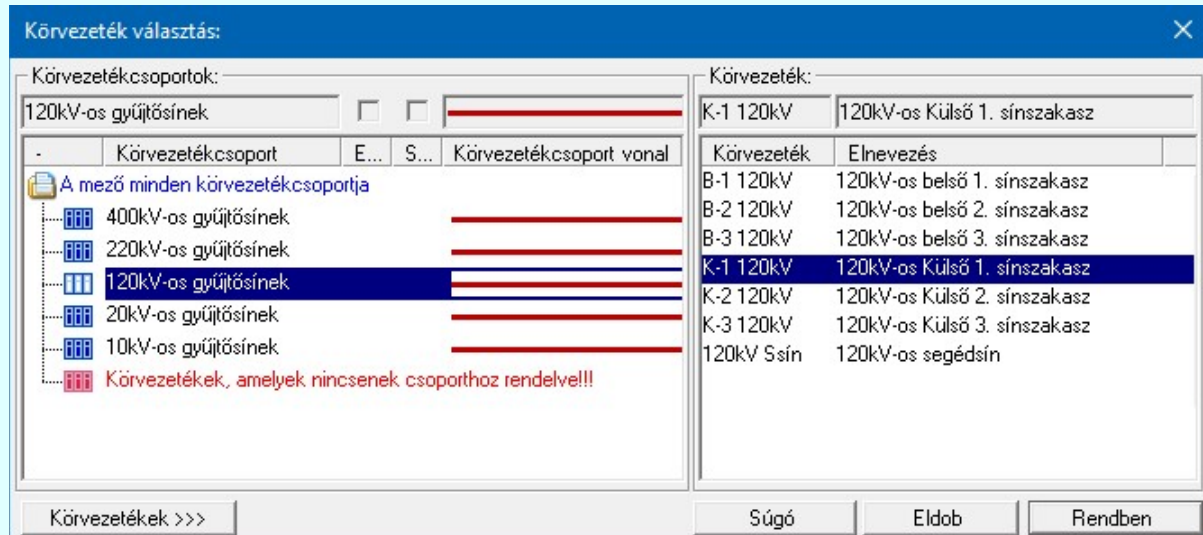 Körvezeték választás:
Körvezetékcsoportok:
120kV-os gyűjtősínek
- Körvezetékcsoport E... S... Körvezetékcsoport vonal
A mező minden körvezetékcsoportja
400kV-os gyűjtősínek
220kV-os gyűjtősínek
120kV-os gyűjtősínek
20kV-os gyűjtősínek
10kV-os gyűjtősínek
Körvezetékek, amelyek nincsenek csoporthoz rendelve!!!
Körvezetékek >>>
Körvezeték:
K-1 120kV 120kV-os Külső 1. sínszakasz
Körvezeték Elnevezés
B-1 120kV 120kV-os belső 1. sínszakasz
B-2 120kV 120kV-os belső 2. sínszakasz
B-3 120kV 120kV-os belső 3. sínszakasz
K-1 120kV 120kV-os Külső 1. sínszakasz
K-2 120kV 120kV-os Külső 2. sínszakasz
K-3 120kV 120kV-os Külső 3. sínszakasz
120kV Ssín 120kV-os segédsín
Súgó Eldob Rendben